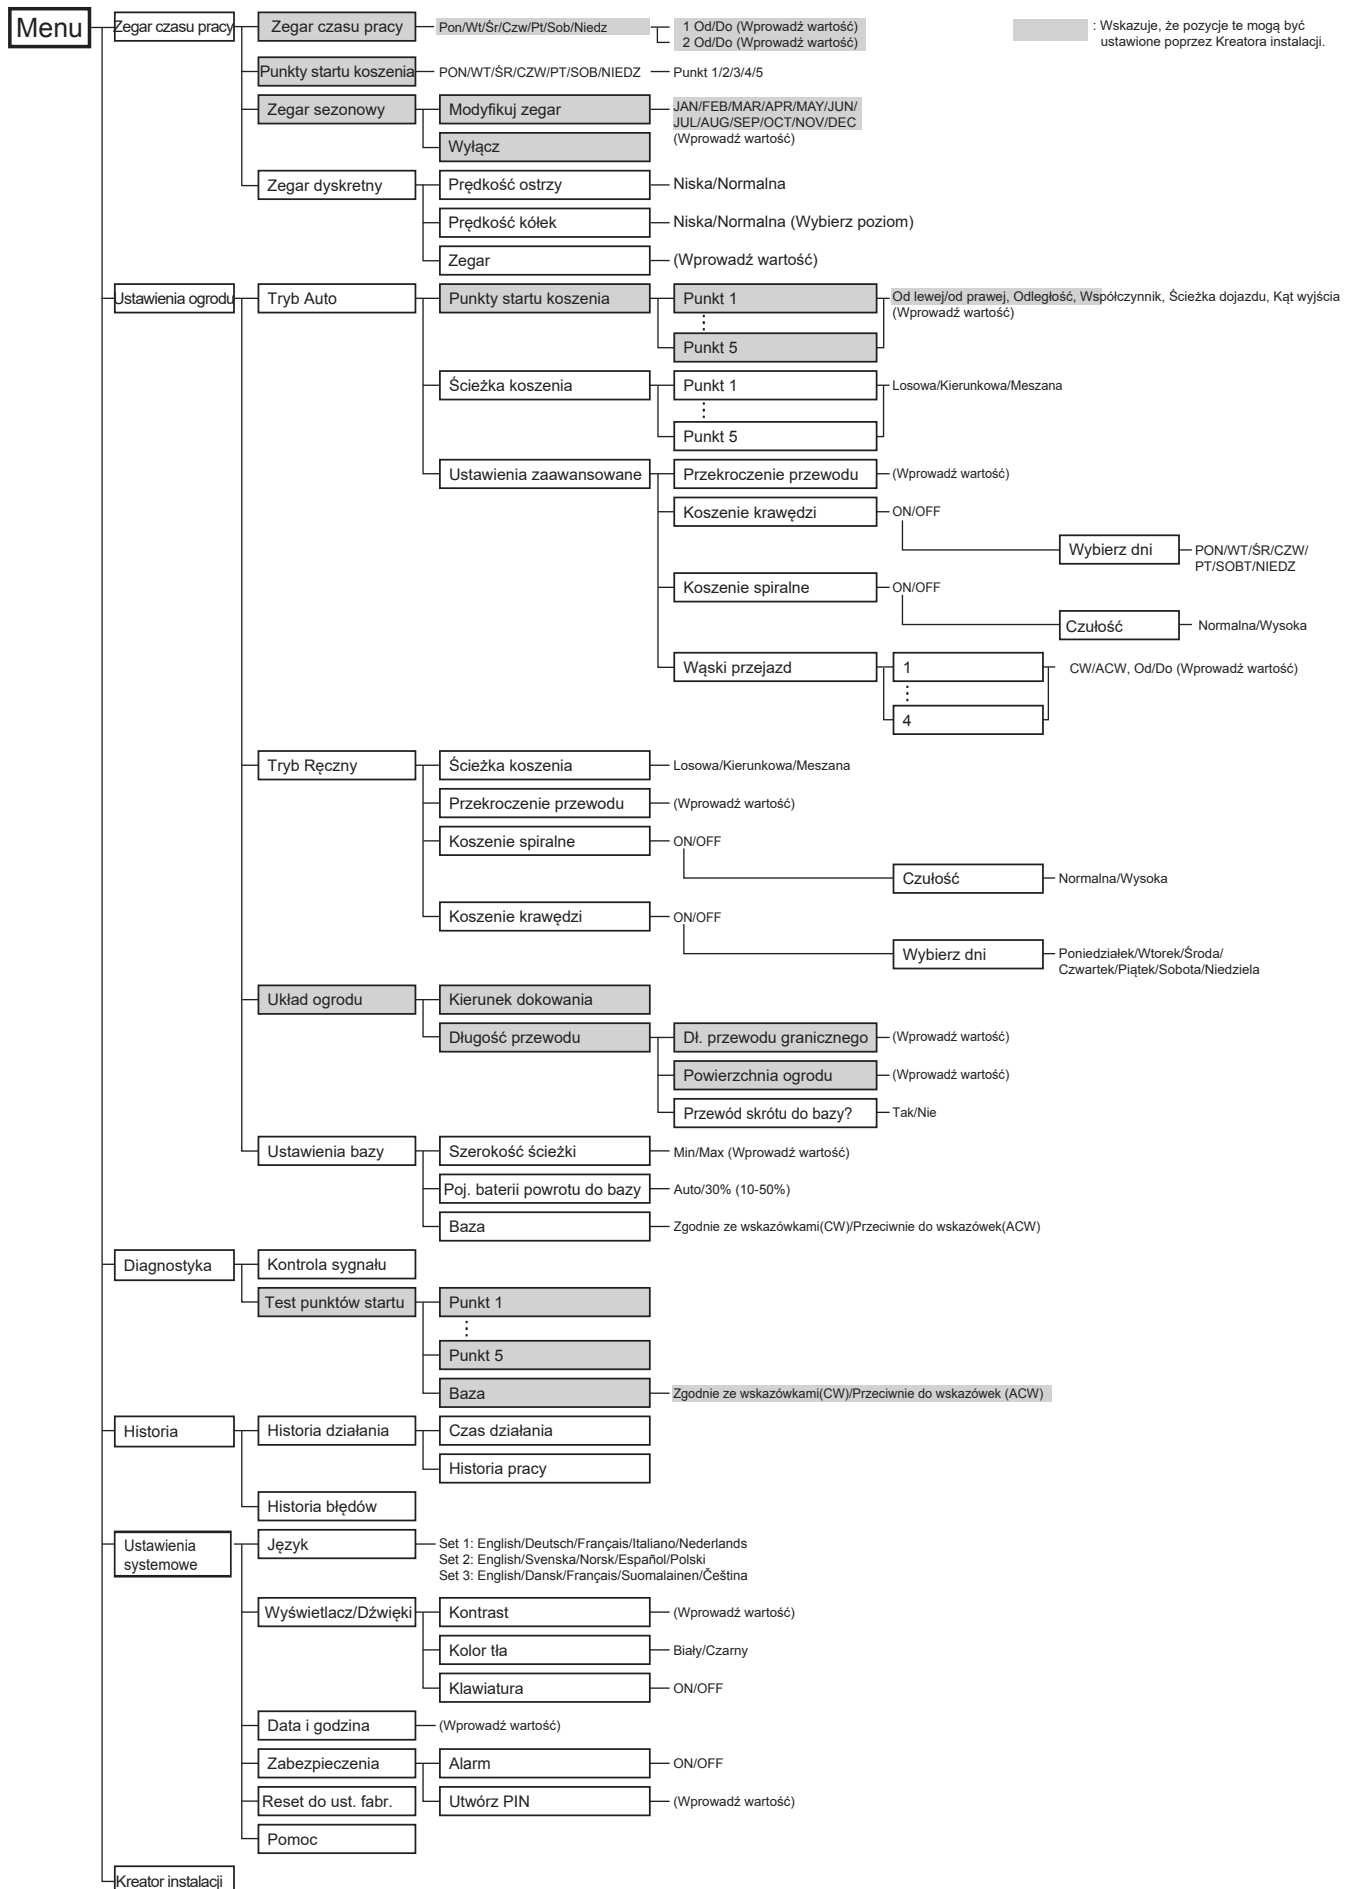 Menu
Zegar czasu pracy
Zegar czasu pracy
Pon/Wt/Śr/Czw/Pt/Sob/Niedz
1 Od/Do (Wprowadź wartość)
2 Od/Do (Wprowadź wartość)
: Wskazuje, że pozycje te mogą być
ustawione poprzez Kreatora instalacji.
Punkty startu koszenia
PON/WT/ŚR/CZW/PT/SOB/NIEDZ
Punkt 1/2/3/4/5
Zegar sezonowy
Modyfikuj zegar
JAN/FEB/MAR/APR/MAY/JUN/
JUL/AUG/SEP/OCT/NOV/DEC
(Wprowadź wartość)
Wyłącz
Zegar dyskretny
Prędkość ostrzy
Niska/Normalna
Prędkość kółek
Niska/Normalna (Wybierz poziom)
Zegar
(Wprowadź wartość)
Ustawienia ogrodu
Tryb Auto
Punkty startu koszenia
Punkt 1
Od lewej/od prawej, Odległość, Współczynnik, Ścieżka dojazdu, Kąt wyjścia
(Wprowadź wartość)
Punkt 5
Ścieżka koszenia
Punkt 1
Losowa/Kierunkowa/Meszana
Punkt 5
Ustawienia zaawansowane
Przekroczenie przewodu
(Wprowadź wartość)
Koszenie krawędzi
ON/OFF
Wybierz dni
PON/WT/ŚR/CZW/
PT/SOBT/NIEDZ
Koszenie spiralne
ON/OFF
Czułość
Normalna/Wysoka
Wąski przejazd
1
CW/ACW, Od/Do (Wprowadź wartość)
4
Tryb Ręczny
Ścieżka koszenia
Losowa/Kierunkowa/Meszana
Przekroczenie przewodu
(Wprowadź wartość)
Koszenie spiralne
ON/OFF
Czułość
Normalna/Wysoka
Koszenie krawędzi
ON/OFF
Wybierz dni
Poniedziałek/Wtorek/Środa/
Czwartek/Piątek/Sobota/Niedziela
Układ ogrodu
Kierunek dokowania
Długość przewodu
Dł. przewodu granicznego
(Wprowadź wartość)
Powierzchnia ogrodu
(Wprowadź wartość)
Przewód skrótu do bazy?
Tak/Nie
Ustawienia bazy
Szerokość ścieżki
Min/Max (Wprowadź wartość)
Poj. baterii powrotu do bazy
Auto/30% (10-50%)
Baza
Zgodnie ze wskazówkami(CW)/Przeciwnie do wskazówek(ACW)
Diagnostyka
Kontrola sygnału
Test punktów startu
Punkt 1
Punkt 5
Baza
Zgodnie ze wskazówkami(CW)/Przeciwnie do wskazówek (ACW)
Historia
Historia działania
Czas działania
Historia pracy
Historia błędów
Ustawienia
systemowe
Język
Set 1: English/Deutsch/Français/Italiano/Nederlands
Set 2: English/Svenska/Norsk/Español/Polski
Set 3: English/Dansk/Français/Suomalainen/Čeština
Wyświetlacz/Dźwięki
Kontrast
(Wprowadź wartość)
Kolor tła
Biały/Czarny
Klawiatura
ON/OFF
Data i godzina
(Wprowadź wartość)
Zabezpieczenia
Alarm
ON/OFF
Reset do ust. fabr.
Utwórz PIN
(Wprowadź wartość)
Pomoc
Kreator instalacji